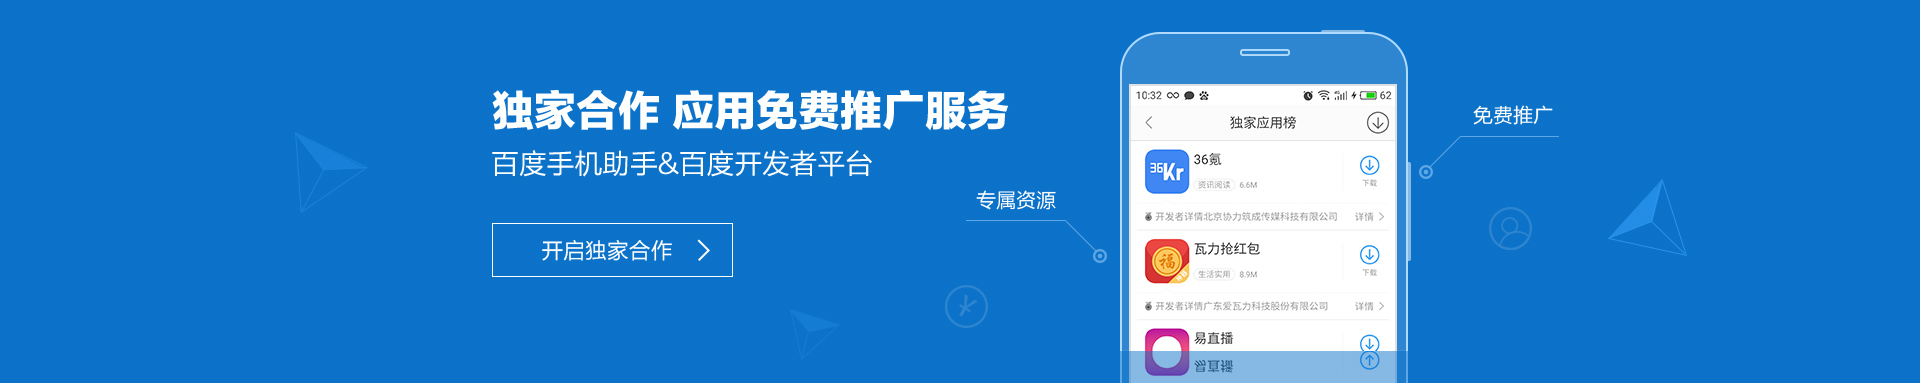 独家合作 应用免费推广服务
百度手机助手&百度开发者平台
开启独家合作
专属资源
免费推广
10:32
62
独家应用榜
36Kr
36氪
资讯阅读 6.6M
下载
开发者详情北京协力筑成传媒科技有限公司 详情
福
瓦力抢红包
生活实用 8.9M
下载
开发者详情广东爱瓦力科技股份有限公司 详情
易直播
易直播